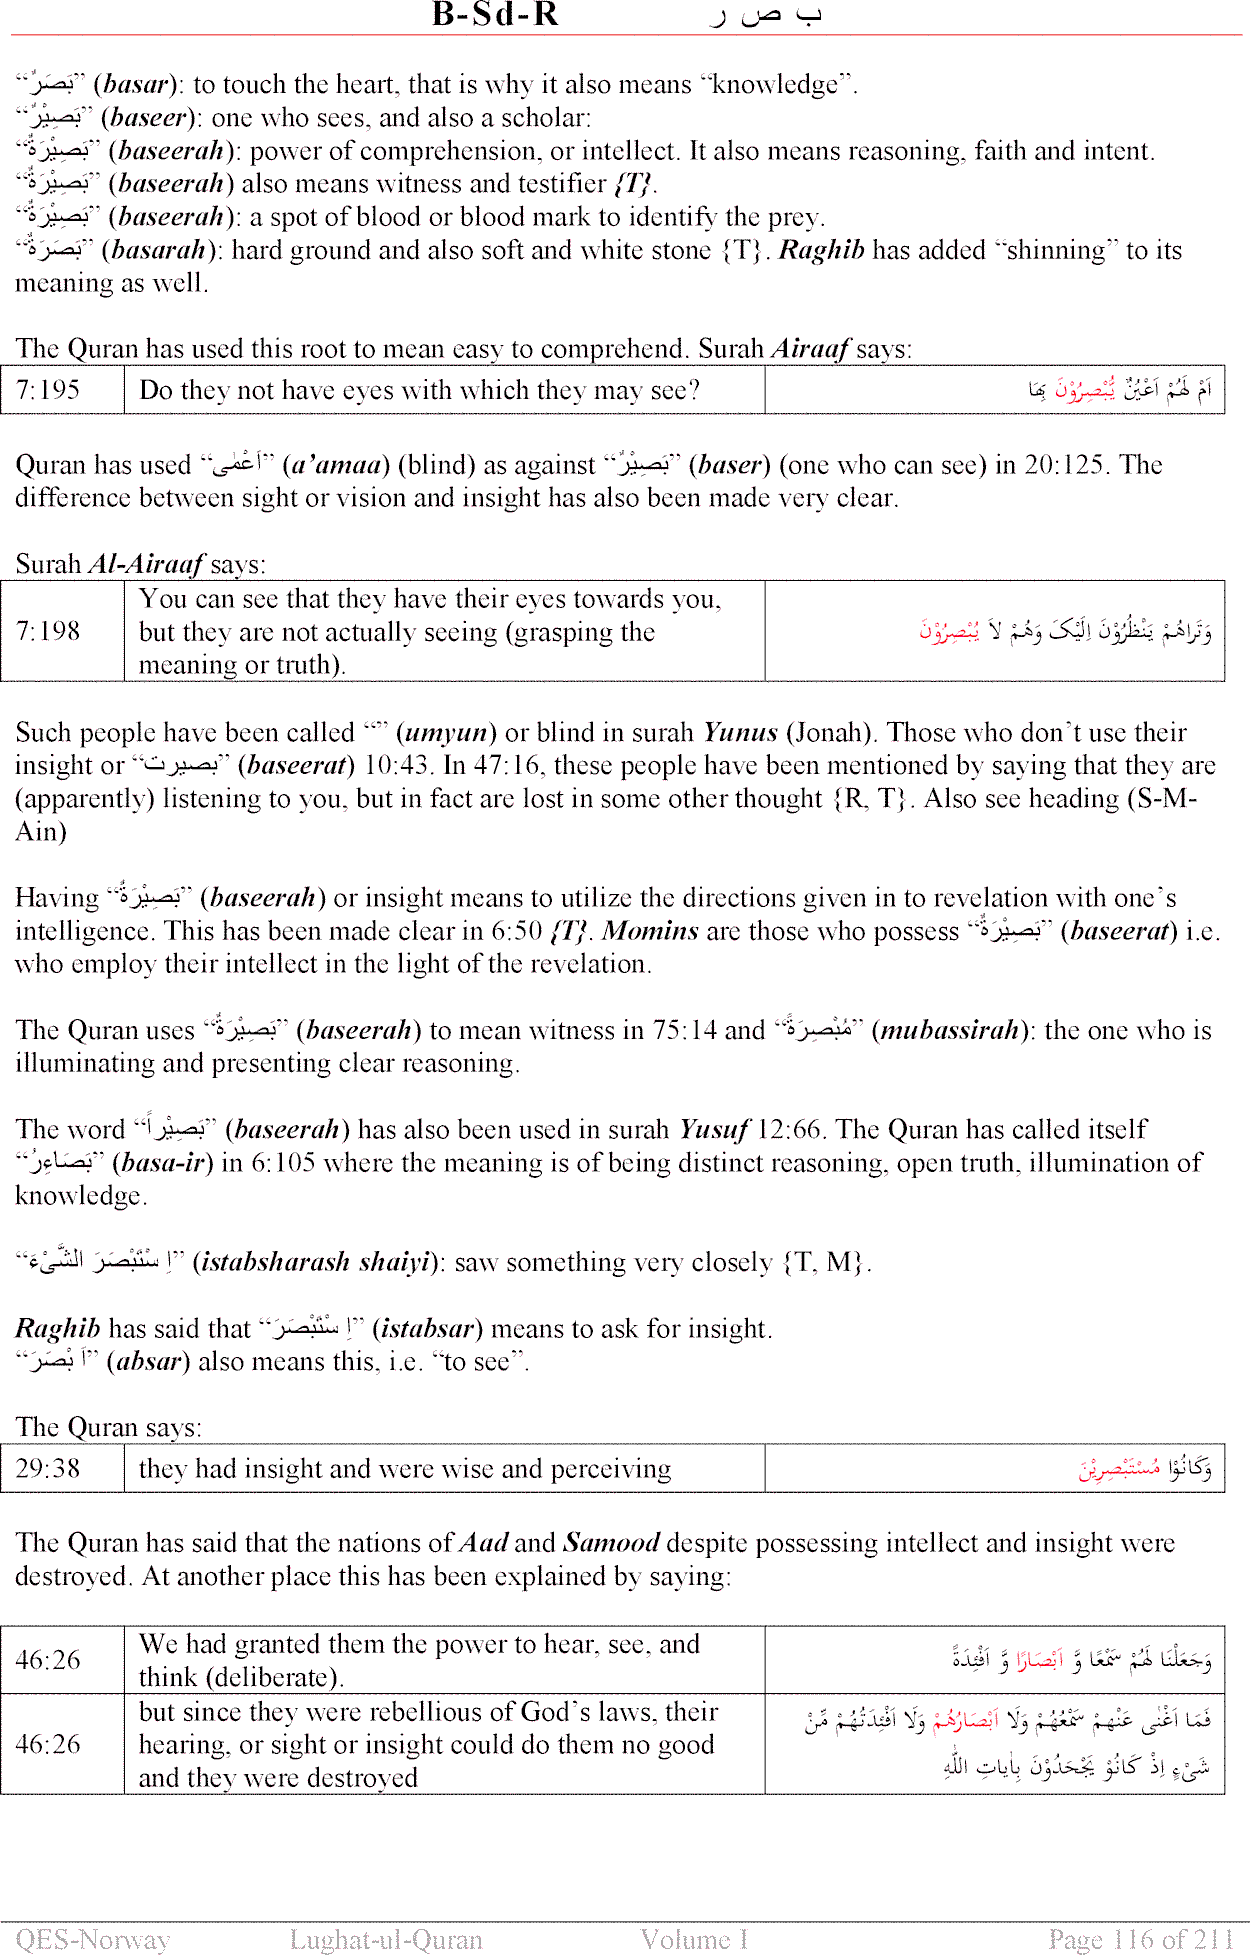 B-Sd-R ب ص ر
“بَصَرٌ” (basar): to touch the heart, that is why it also means “knowledge”.
“بَصِيْرٌ” (baseer): one who sees, and also a scholar:
“بَصِيْرَةٌ” (baseerah): power of comprehension, or intellect. It also means reasoning, faith and intent.
“بَصِيْرَةٌ” (baseerah) also means witness and testifier {T}.
“بَصِيْرَةٌ” (baseerah): a spot of blood or blood mark to identify the prey.
“بَصَرَةٌ” (basarah): hard ground and also soft and white stone {T}. Raghib has added “shinning” to its
meaning as well.
The Quran has used this root to mean easy to comprehend. Surah Airaaf says:
7:195 Do they not have eyes with which they may see? اَمْ لَهُمْ اَعْيُنٌ يُّبْصِرُوْنَ بِهَا
Quran has used “اَعْمٰى” (a’amaa) (blind) as against “بَصِيْرٌ” (baser) (one who can see) in 20:125. The
difference between sight or vision and insight has also been made very clear.
Surah Al-Airaaf says:
7:198 You can see that they have their eyes towards you,
but they are not actually seeing (grasping the
meaning or truth).
وَتَرَاهُمْ يَنْظُرُوْنَ اِلَيْکَ وَهُمْ لاَ يُبْصِرُوْنَ
Such people have been called “” (umyun) or blind in surah Yunus (Jonah). Those who don’t use their
insight or “بصيرت” (baseerat) 10:43. In 47:16, these people have been mentioned by saying that they are
(apparently) listening to you, but in fact are lost in some other thought {R, T}. Also see heading (S-M-
Ain)
Having “بَصِيْرَةٌ” (baseerah) or insight means to utilize the directions given in to revelation with one’s
intelligence. This has been made clear in 6:50 {T}. Momins are those who possess “بَصِيْرَةٌ” (baseerat) i.e.
who employ their intellect in the light of the revelation.
The Quran uses “بَصِيْرَةٌ” (baseerah) to mean witness in 75:14 and “مُبْصِرَةً” (mubassirah): the one who is
illuminating and presenting clear reasoning.
The word “بَصِيْراً” (baseerah) has also been used in surah Yusuf 12:66. The Quran has called itself
“بَصَاءِرُ” (basa-ir) in 6:105 where the meaning is of being distinct reasoning, open truth, illumination of
knowledge.
“اِ سْتَبْصَرَ الشَّىْءَ” (istabsharash shaiyi): saw something very closely {T, M}.
Raghib has said that “اِ سْتَبْصَرَ” (istabsar) means to ask for insight.
“اَ بْصَرَ” (absar) also means this, i.e. “to see”.
The Quran says:
29:38 they had insight and were wise and perceiving وَکَانُوْا مُسْتَبْصِرِيْنَ
The Quran has said that the nations of Aad and Samood despite possessing intellect and insight were
destroyed. At another place this has been explained by saying:
46:26 We had granted them the power to hear, see, and
think (deliberate).
وَجَعَلْنَا لَهُمْ سَمْعًا وَّ اَبْصَارًا وَّ اَفْئِدَةً
46:26 but since they were rebellious of God’s laws, their
hearing, or sight or insight could do them no good
and they were destroyed
فَمَا اَغْنٰى عَنْهمْ سَمْعُهُمْ وَلَا اَبْصَارُهُمْ وَلَا اَفْئِدَتُهُمْ مِّنْ
شَىْءٍ اِذْ کَانُوْ يَجْحَدُوْنَ بِاٰيَاتِ اللّٰهِ
QES-Norway Lughat-ul-Quran Volume I Page 116 of 211